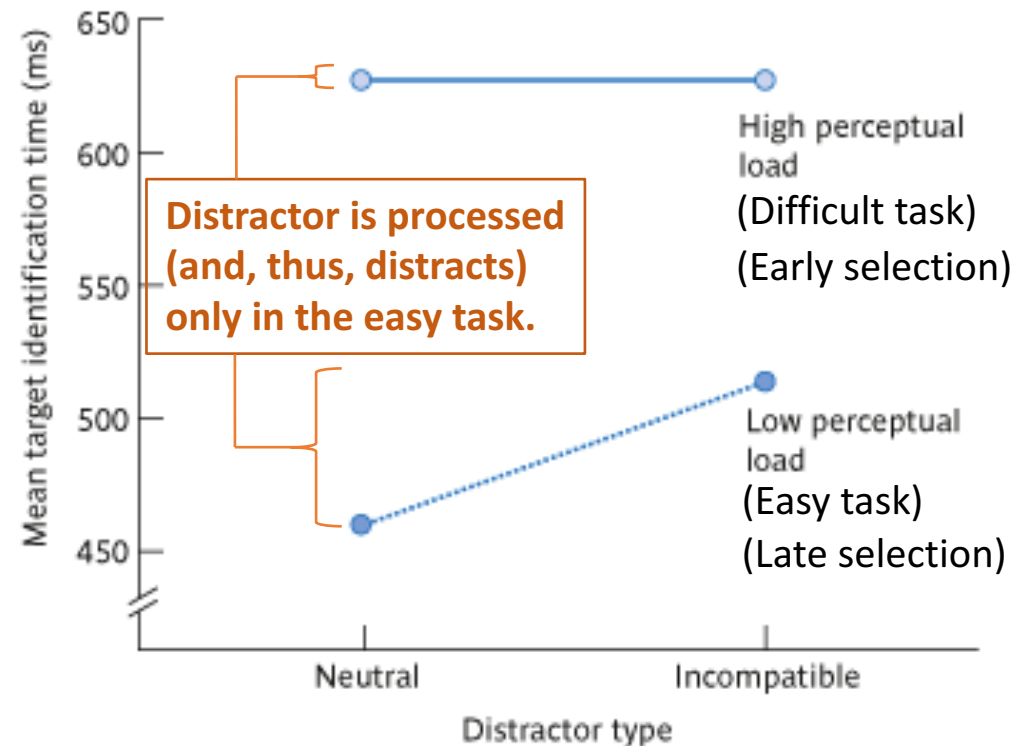 Mean target identification time (ms)
650
600
550
500
450
Distractor is processed
(and, thus, distracts)
only in the easy task.
High perceptual
load
(Difficult task)
(Early selection)
Low perceptual
load
(Easy task)
(Late selection)
Neutral
Incompatible
Distractor type